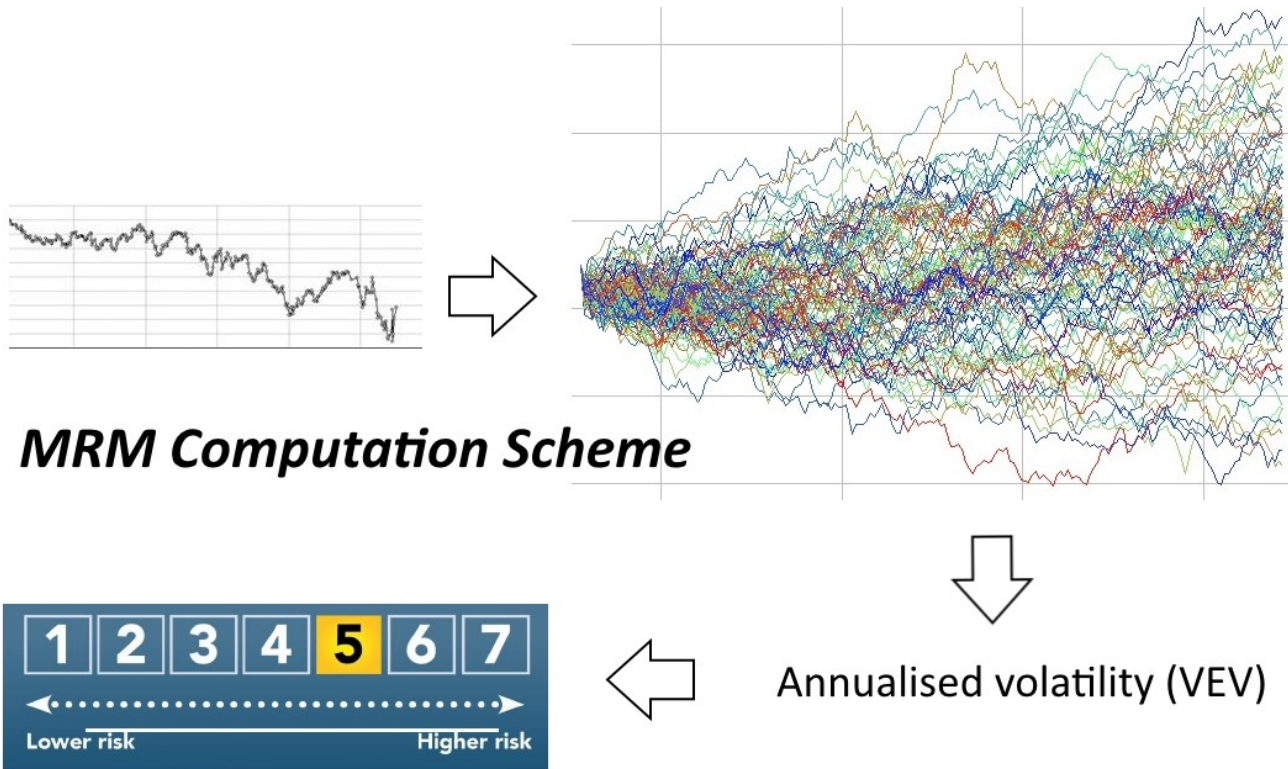 MRM Computation Scheme
Annualised volatility (VEV)
1 2 3 4 5 6 7
Lower risk Higher risk